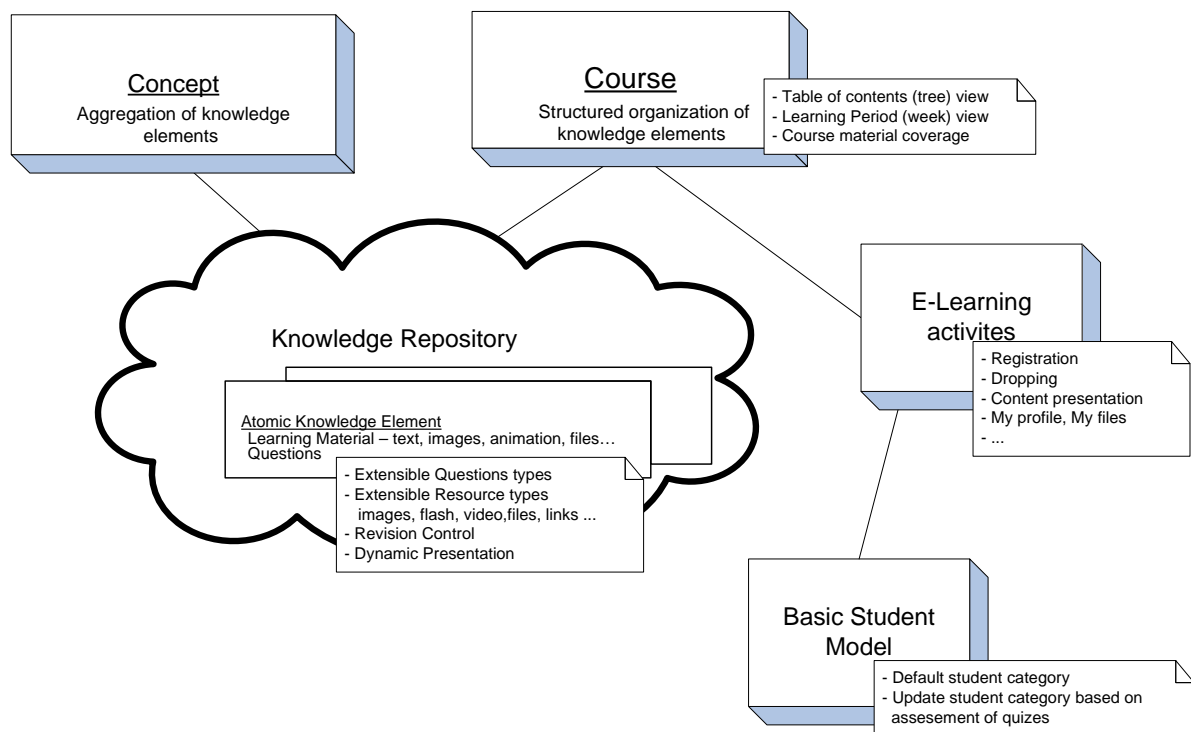 Concept
Aggregation of knowledge
elements
Course
Structured organization of
knowledge elements
- Table of contents (tree) view
- Learning Period (week) view
- Course material coverage
Knowledge Repository
Atomic Knowledge Element
Learning Material – text, images, animation, files…
Questions
- Extensible Questions types
- Extensible Resource types
images, flash, video,files, links ...
- Revision Control
- Dynamic Presentation
E-Learning
activites
- Registration
- Dropping
- Content presentation
- My profile, My files
- ...
Basic Student
Model
- Default student category
- Update student category based on
assesement of quizes